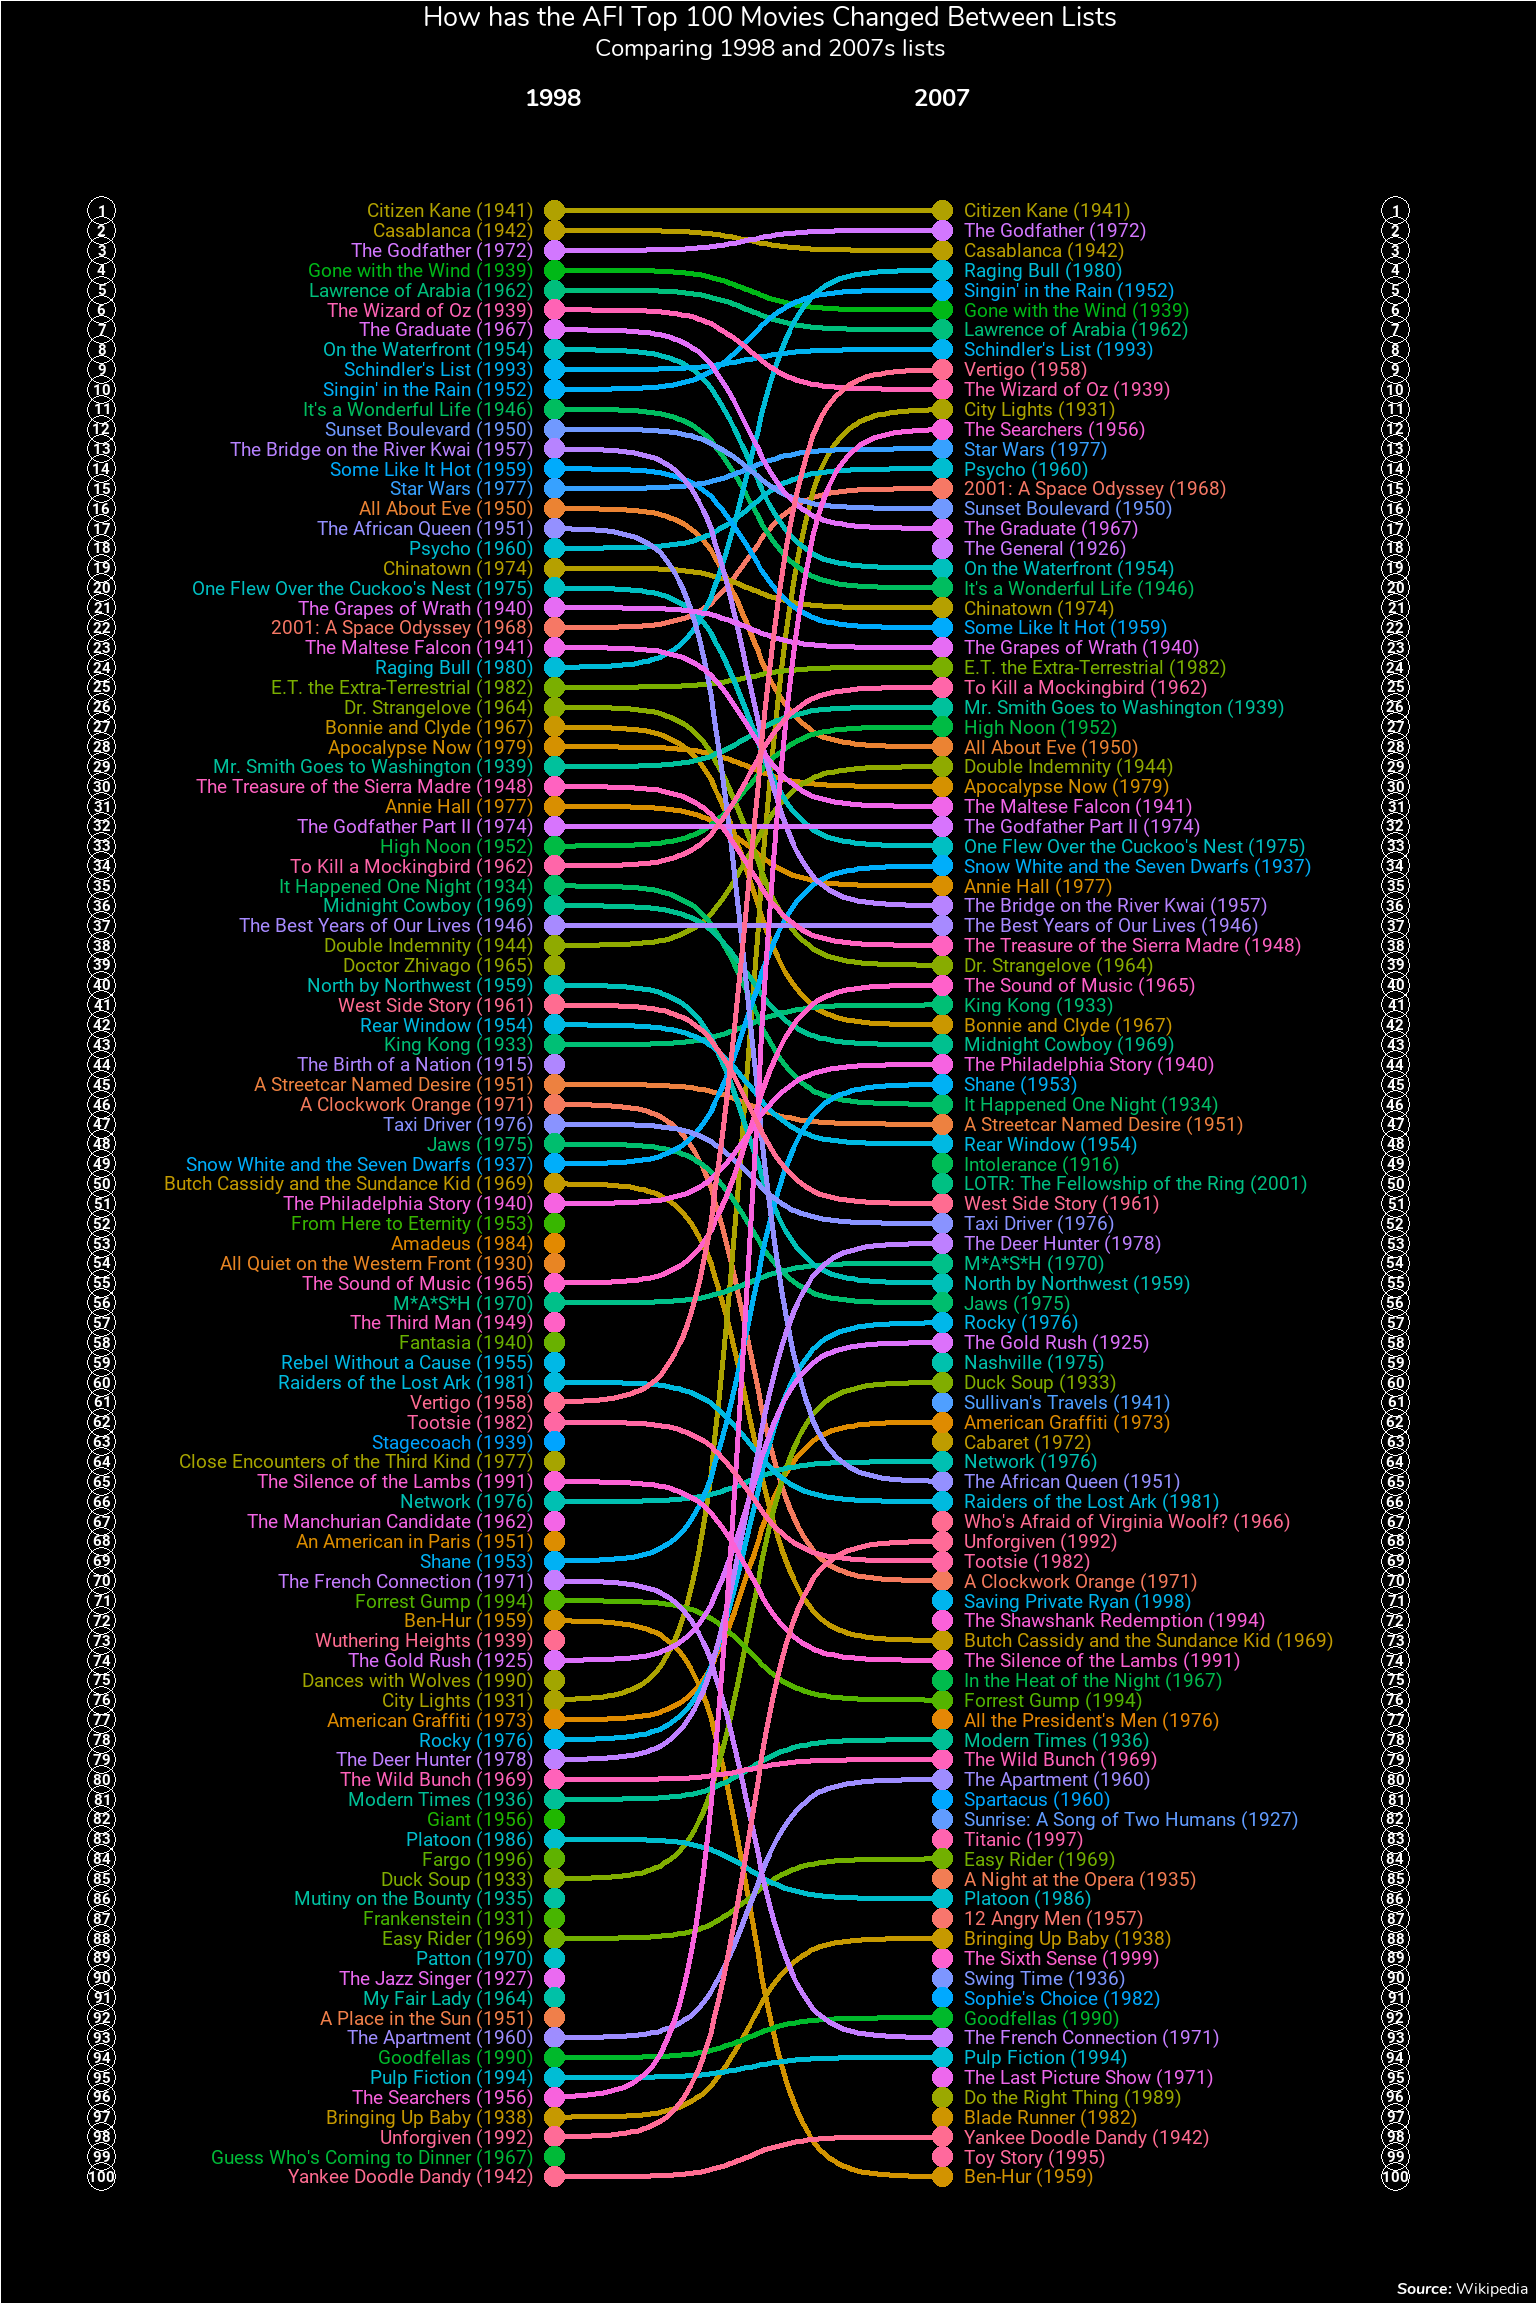 How has the AFI Top 100 Movies Changed Between Lists
Comparing 1998 and 2007s lists
1998 2007
1 Citizen Kane (1941) Citizen Kane (1941) 1
2 Casablanca (1942) The Godfather (1972) 2
3 The Godfather (1972) Casablanca (1942) 3
4 Gone with the Wind (1939) Raging Bull (1980) 4
5 Lawrence of Arabia (1962) Singin' in the Rain (1952) 5
6 The Wizard of Oz (1939) Gone with the Wind (1939) 6
7 The Graduate (1967) Lawrence of Arabia (1962) 7
8 On the Waterfront (1954) Schindler's List (1993) 8
9 Schindler's List (1993) Vertigo (1958) 9
10 Singin' in the Rain (1952) The Wizard of Oz (1939) 10
11 It's a Wonderful Life (1946) City Lights (1931) 11
12 Sunset Boulevard (1950) The Searchers (1956) 12
13 The Bridge on the River Kwai (1957) Star Wars (1977) 13
14 Some Like It Hot (1959) Psycho (1960) 14
15 Star Wars (1977) 2001: A Space Odyssey (1968) 15
16 All About Eve (1950) Sunset Boulevard (1950) 16
17 The African Queen (1951) The Graduate (1967) 17
18 Psycho (1960) The General (1926) 18
19 Chinatown (1974) On the Waterfront (1954) 19
20 One Flew Over the Cuckoo's Nest (1975) It's a Wonderful Life (1946) 20
21 The Grapes of Wrath (1940) Chinatown (1974) 21
22 2001: A Space Odyssey (1968) Some Like It Hot (1959) 22
23 The Maltese Falcon (1941) The Grapes of Wrath (1940) 23
24 Raging Bull (1980) E.T. the Extra-Terrestrial (1982) 24
25 E.T. the Extra-Terrestrial (1982) To Kill a Mockingbird (1962) 25
26 Dr. Strangelove (1964) Mr. Smith Goes to Washington (1939) 26
27 Bonnie and Clyde (1967) High Noon (1952) 27
28 Apocalypse Now (1979) All About Eve (1950) 28
29 Mr. Smith Goes to Washington (1939) Double Indemnity (1944) 29
30 The Treasure of the Sierra Madre (1948) Apocalypse Now (1979) 30
31 Annie Hall (1977) The Maltese Falcon (1941) 31
32 The Godfather Part II (1974) The Godfather Part II (1974) 32
33 High Noon (1952) One Flew Over the Cuckoo's Nest (1975) 33
34 To Kill a Mockingbird (1962) Snow White and the Seven Dwarfs (1937) 34
35 It Happened One Night (1934) Annie Hall (1977) 35
36 Midnight Cowboy (1969) The Bridge on the River Kwai (1957) 36
37 The Best Years of Our Lives (1946) The Best Years of Our Lives (1946) 37
38 Double Indemnity (1944) The Treasure of the Sierra Madre (1948) 38
39 Doctor Zhivago (1965) Dr. Strangelove (1964) 39
40 North by Northwest (1959) The Sound of Music (1965) 40
41 West Side Story (1961) King Kong (1933) 41
42 Rear Window (1954) Bonnie and Clyde (1967) 42
43 King Kong (1933) Midnight Cowboy (1969) 43
44 The Birth of a Nation (1915) The Philadelphia Story (1940) 44
45 A Streetcar Named Desire (1951) Shane (1953) 45
46 A Clockwork Orange (1971) It Happened One Night (1934) 46
47 Taxi Driver (1976) A Streetcar Named Desire (1951) 47
48 Jaws (1975) Rear Window (1954) 48
49 Snow White and the Seven Dwarfs (1937) Intolerance (1916) 49
50 Butch Cassidy and the Sundance Kid (1969) LOTR: The Fellowship of the Ring (2001) 50
51 The Philadelphia Story (1940) West Side Story (1961) 51
52 From Here to Eternity (1953) Taxi Driver (1976) 52
53 Amadeus (1984) The Deer Hunter (1978) 53
54 All Quiet on the Western Front (1930) M*A*S*H (1970) 54
55 The Sound of Music (1965) North by Northwest (1959) 55
56 M*A*S*H (1970) Jaws (1975) 56
57 The Third Man (1949) Rocky (1976) 57
58 Fantasia (1940) The Gold Rush (1925) 58
59 Rebel Without a Cause (1955) Nashville (1975) 59
60 Raiders of the Lost Ark (1981) Duck Soup (1933) 60
61 Vertigo (1958) Sullivan's Travels (1941) 61
62 Tootsie (1982) American Graffiti (1973) 62
63 Stagecoach (1939) Cabaret (1972) 63
64 Close Encounters of the Third Kind (1977) Network (1976) 64
65 The Silence of the Lambs (1991) The African Queen (1951) 65
66 Network (1976) Raiders of the Lost Ark (1981) 66
67 The Manchurian Candidate (1962) Who's Afraid of Virginia Woolf? (1966) 67
68 An American in Paris (1951) Unforgiven (1992) 68
69 Shane (1953) Tootsie (1982) 69
70 The French Connection (1971) A Clockwork Orange (1971) 70
71 Forrest Gump (1994) Saving Private Ryan (1998) 71
72 Ben-Hur (1959) The Shawshank Redemption (1994) 72
73 Wuthering Heights (1939) Butch Cassidy and the Sundance Kid (1969) 73
74 The Gold Rush (1925) The Silence of the Lambs (1991) 74
75 Dances with Wolves (1990) In the Heat of the Night (1967) 75
76 City Lights (1931) Forrest Gump (1994) 76
77 American Graffiti (1973) All the President's Men (1976) 77
78 Rocky (1976) Modern Times (1936) 78
79 The Deer Hunter (1978) The Wild Bunch (1969) 79
80 The Wild Bunch (1969) The Apartment (1960) 80
81 Modern Times (1936) Spartacus (1960) 81
82 Giant (1956) Sunrise: A Song of Two Humans (1927) 82
83 Platoon (1986) Titanic (1997) 83
84 Fargo (1996) Easy Rider (1969) 84
85 Duck Soup (1933) A Night at the Opera (1935) 85
86 Mutiny on the Bounty (1935) Platoon (1986) 86
87 Frankenstein (1931) 12 Angry Men (1957) 87
88 Easy Rider (1969) Bringing Up Baby (1938) 88
89 Patton (1970) The Sixth Sense (1999) 89
90 The Jazz Singer (1927) Swing Time (1936) 90
91 My Fair Lady (1964) Sophie's Choice (1982) 91
92 A Place in the Sun (1951) Goodfellas (1990) 92
93 The Apartment (1960) The French Connection (1971) 93
94 Goodfellas (1990) Pulp Fiction (1994) 94
95 Pulp Fiction (1994) The Last Picture Show (1971) 95
96 The Searchers (1956) Do the Right Thing (1989) 96
97 Bringing Up Baby (1938) Blade Runner (1982) 97
98 Unforgiven (1992) Yankee Doodle Dandy (1942) 98
99 Guess Who's Coming to Dinner (1967) Toy Story (1995) 99
100 Yankee Doodle Dandy (1942) Ben-Hur (1959) 100
Source: Wikipedia